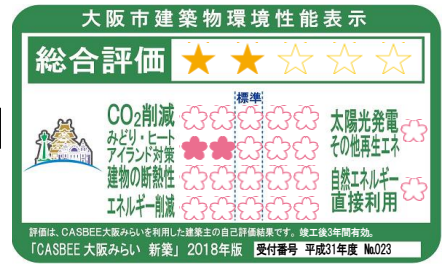 大阪市建築物環境性能表示
総合評価
標準
CO2削減
みどり・ヒート
アイランド対策
建物の断熱性
エネルギー削減
太陽光発電
その他再生エネ
自然エネルギー
直接利用
評価は、CASBEE大阪みらいを利用した建築主の自己評価結果です。竣工後3年間有効。
「CASBEE大阪みらい 新築」2018年版 受付番号 平成31年度 №023